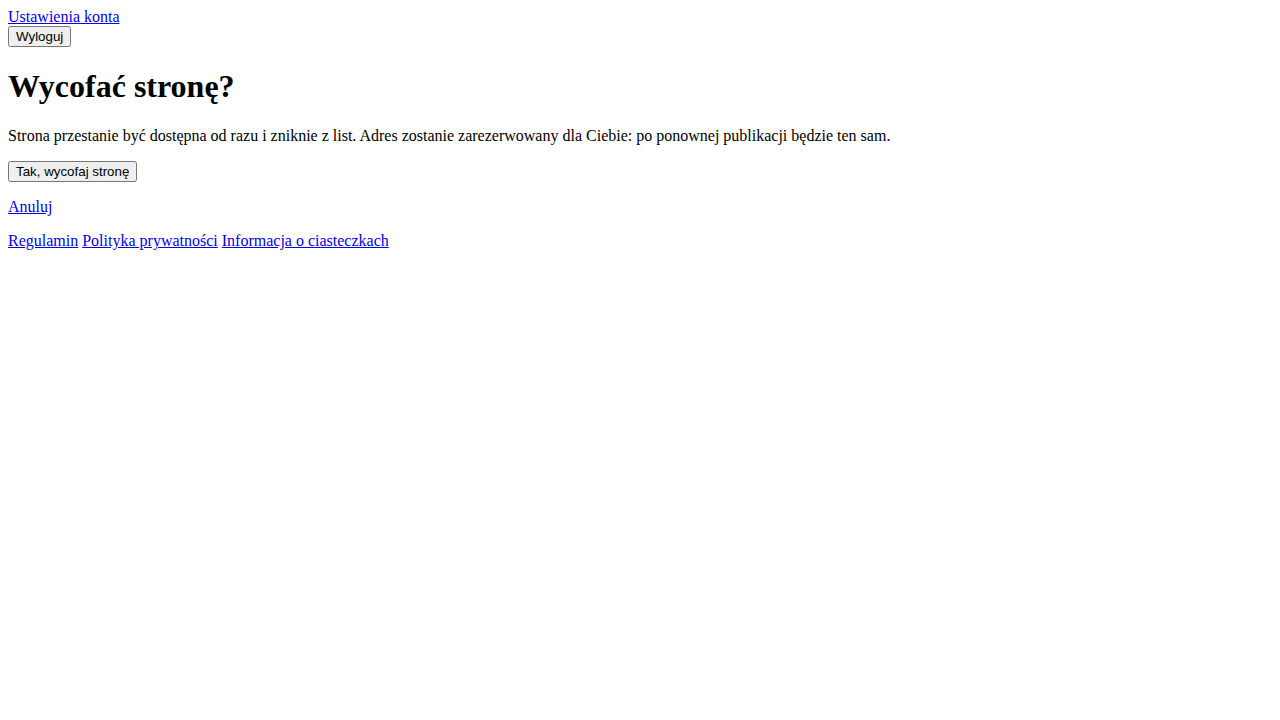 Ustawienia konta
Wyloguj
Wycofać stronę?
Strona przestanie być dostępna od razu i zniknie z list. Adres zostanie zarezerwowany dla Ciebie: po ponownej publikacji będzie ten sam.
Tak, wycofaj stronę
Anuluj
Regulamin Polityka prywatności Informacja o ciasteczkach